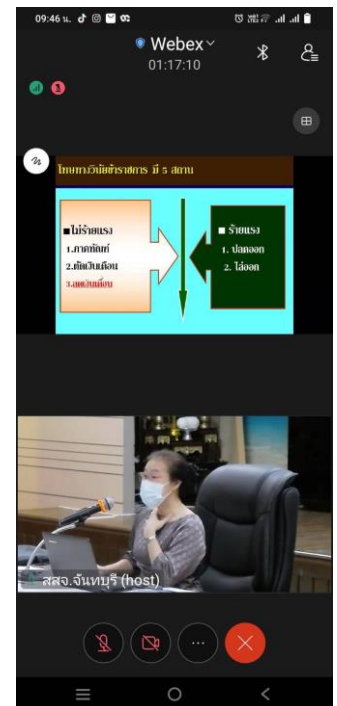 09:46 น.
Webex
01:17:10
1
โทษทางวินัยข้าราชการ มี 5 สถาน
■ไม่ร้ายแรง
1.ภาคทัณฑ์
2.ตัดเงินเดือน
3.ลดเงินเดือน
■ ร้ายแรง
1. ปลดออก
2. ไล่ออก
สสจ.จันทบุรี (host)